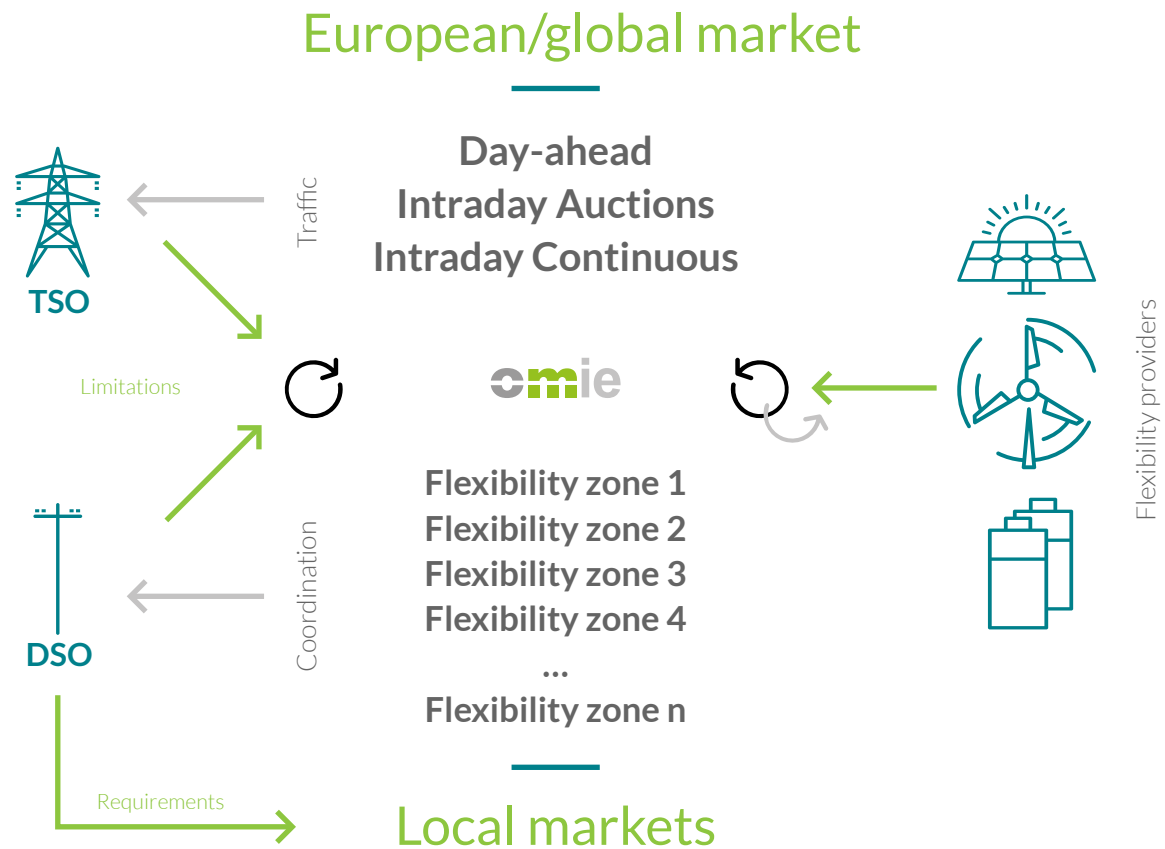 European/global market
Day-ahead
Intraday Auctions
Intraday Continuous
Traffic
TSO
Limitations
omie
Flexibility providers
Flexibility zone 1
Flexibility zone 2
Flexibility zone 3
Flexibility zone 4
...
Flexibility zone n
Coordination
DSO
Requirements
Local markets